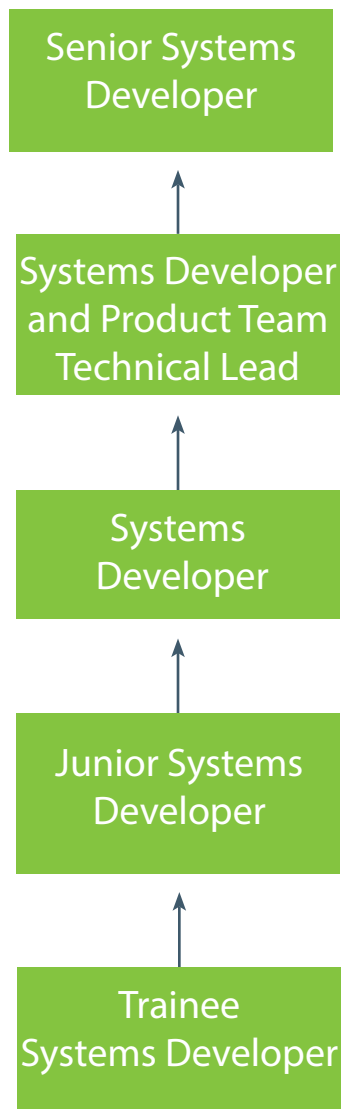 Senior Systems
Developer
Systems Developer
and Product Team
Technical Lead
Systems
Developer
Junior Systems
Developer
Trainee
Systems Developer